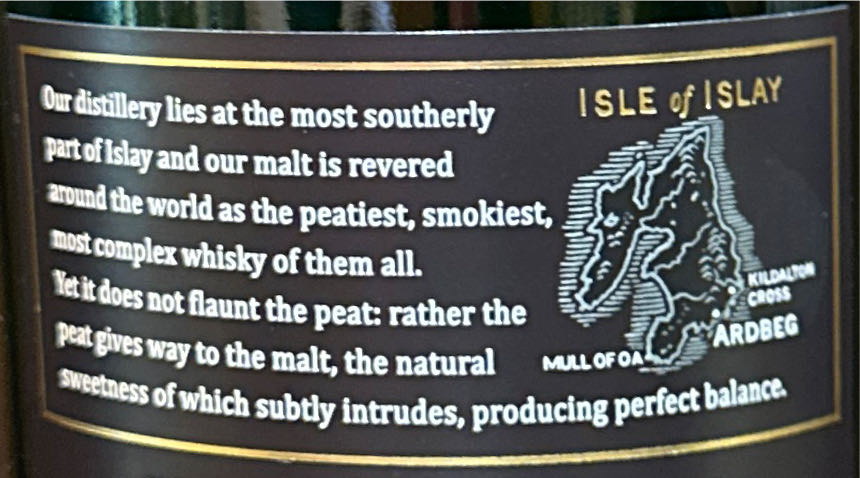 Our distillery lies at the most southerly
part of Islay and our malt is revered
around the world as the peatiest, smokiest,
most complex whisky of them all.
Yet it does not flaunt the peat: rather the
peat gives way to the malt, the natural
sweetness of which subtly intrudes, producing perfect balance.
ISLE of ISLAY
KILDALTON
CROSS
ARDBEG
MULL OF OA